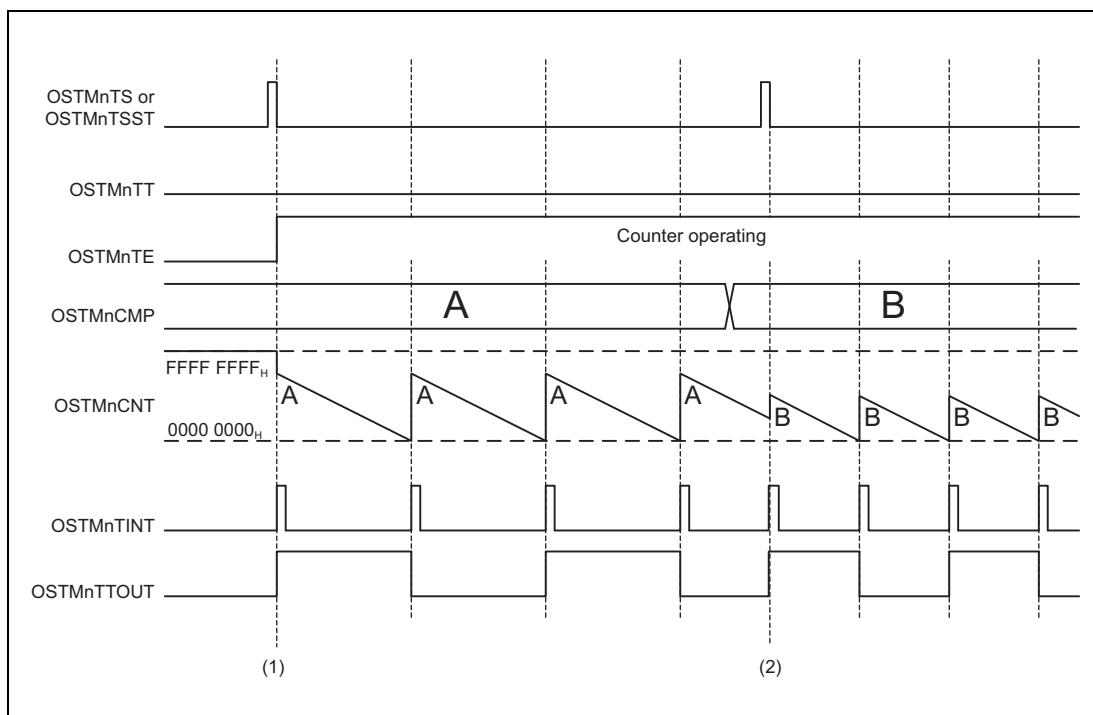 OSTMnTS or
OSTMnTSST
OSTMnTT
OSTMnTE
Counter operating
OSTMnCMP
A
B
FFFF FFFFH
OSTMnCNT
A
A
A
A
B
B
B
B
0000 0000H
OSTMnTINT
OSTMnTTOUT
(1)
(2)